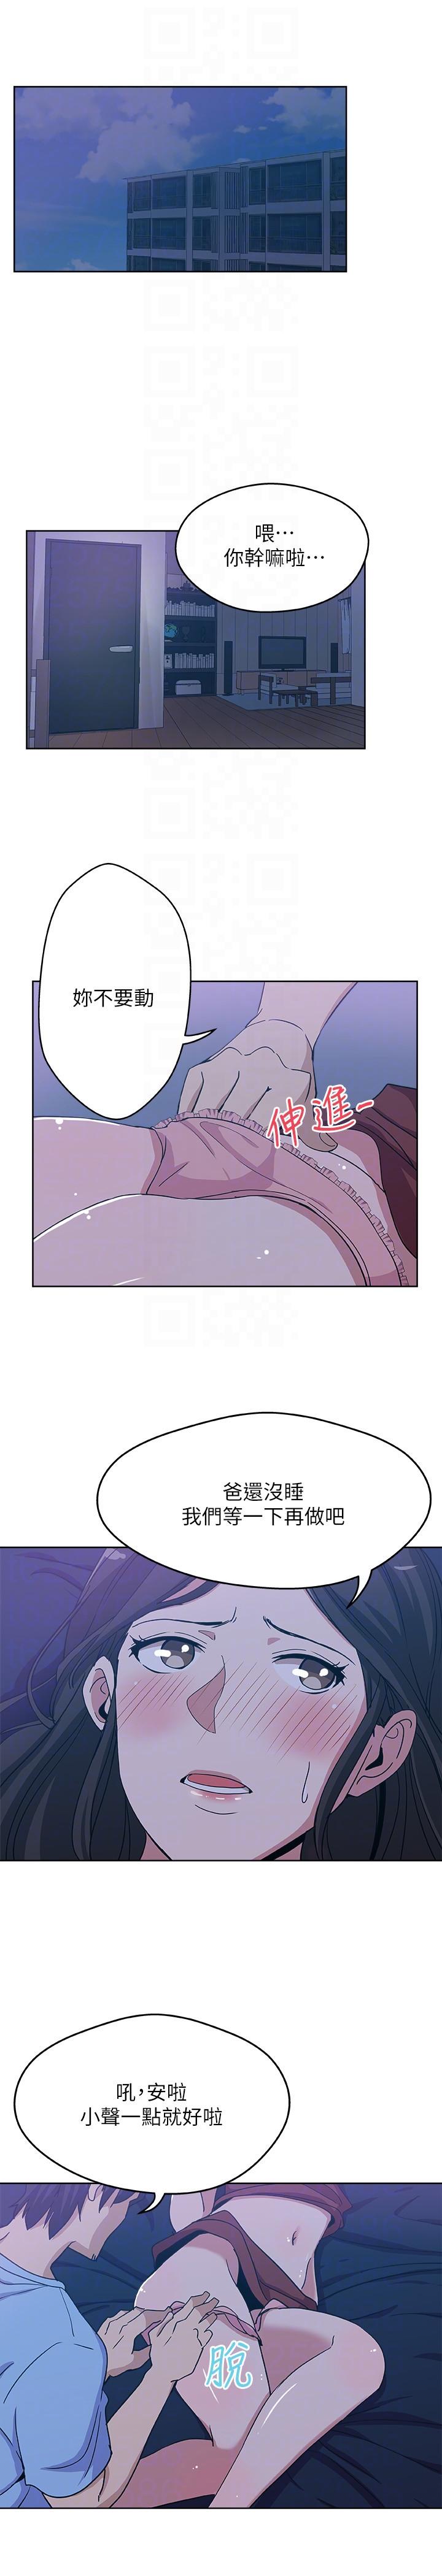 喂…
你幹嘛啦…
妳不要動
伸進-
爸還沒睡
我們等一下再做吧
吼,安啦
小聲一點就好啦
脫